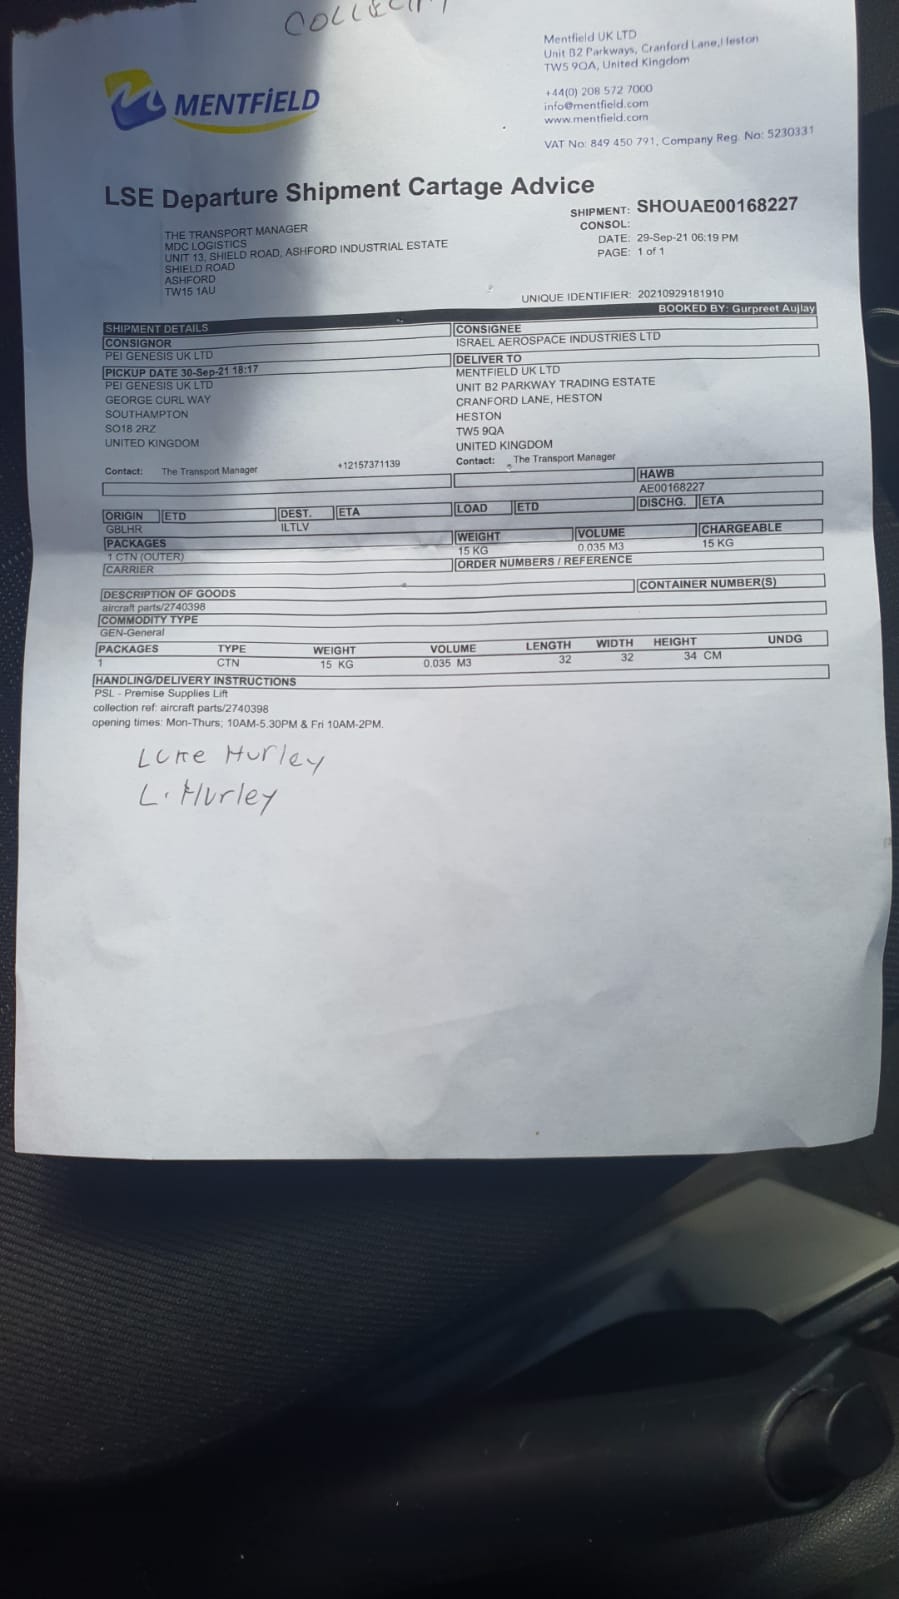 MENTFiELD
Mentfield UK LTD
Unit B2 Parkways, Cranford Lane, Heston
TW5 9QA, United Kingdom
+44(0) 208 572 7000
info@mentfield.com
www.mentfield.com
VAT No: 849 450 791, Company Reg. No: 5230331
LSE Departure Shipment Cartage Advice
THE TRANSPORT MANAGER
MDC LOGISTICS
UNIT 13, SHIELD ROAD, ASHFORD INDUSTRIAL ESTATE
SHIELD ROAD
ASHFORD
TW15 1AU
SHIPMENT: SHOUAE00168227
CONSOL:
DATE: 29-Sep-21 06:19 PM
PAGE: 1 of 1
UNIQUE IDENTIFIER: 20210929181910
BOOKED BY: Gurpreet Aujlay
SHIPMENT DETAILS
CONSIGNOR
PEI GENESIS UK LTD
PICKUP DATE 30-Sep-21 18:17
PEI GENESIS UK LTD
GEORGE CURL WAY
SOUTHAMPTON
SO18 2RZ
UNITED KINGDOM
Contact: The Transport Manager +12157371139
CONSIGNEE
ISRAEL AEROSPACE INDUSTRIES LTD
DELIVER TO
MENTFIELD UK LTD
UNIT B2 PARKWAY TRADING ESTATE
CRANFORD LANE, HESTON
HESTON
TW5 9QA
UNITED KINGDOM
Contact: The Transport Manager
HAWB
AE00168227
ORIGIN ETD DEST. ETA LOAD ETD DISCHG. ETA
GBLHR ILTLV
PACKAGES WEIGHT VOLUME CHARGEABLE
1 CTN (OUTER) 15 KG 0.035 M3 15 KG
CARRIER ORDER NUMBERS / REFERENCE
DESCRIPTION OF GOODS CONTAINER NUMBER(S)
aircraft parts/2740398
COMMODITY TYPE
GEN-General
PACKAGES TYPE WEIGHT VOLUME LENGTH WIDTH HEIGHT UNDG
1 CTN 15 KG 0.035 M3 32 32 34 CM
HANDLING/DELIVERY INSTRUCTIONS
PSL - Premise Supplies Lift
collection ref: aircraft parts/2740398
opening times: Mon-Thurs; 10AM-5.30PM & Fri 10AM-2PM.
Luke Hurley
L. Hurley